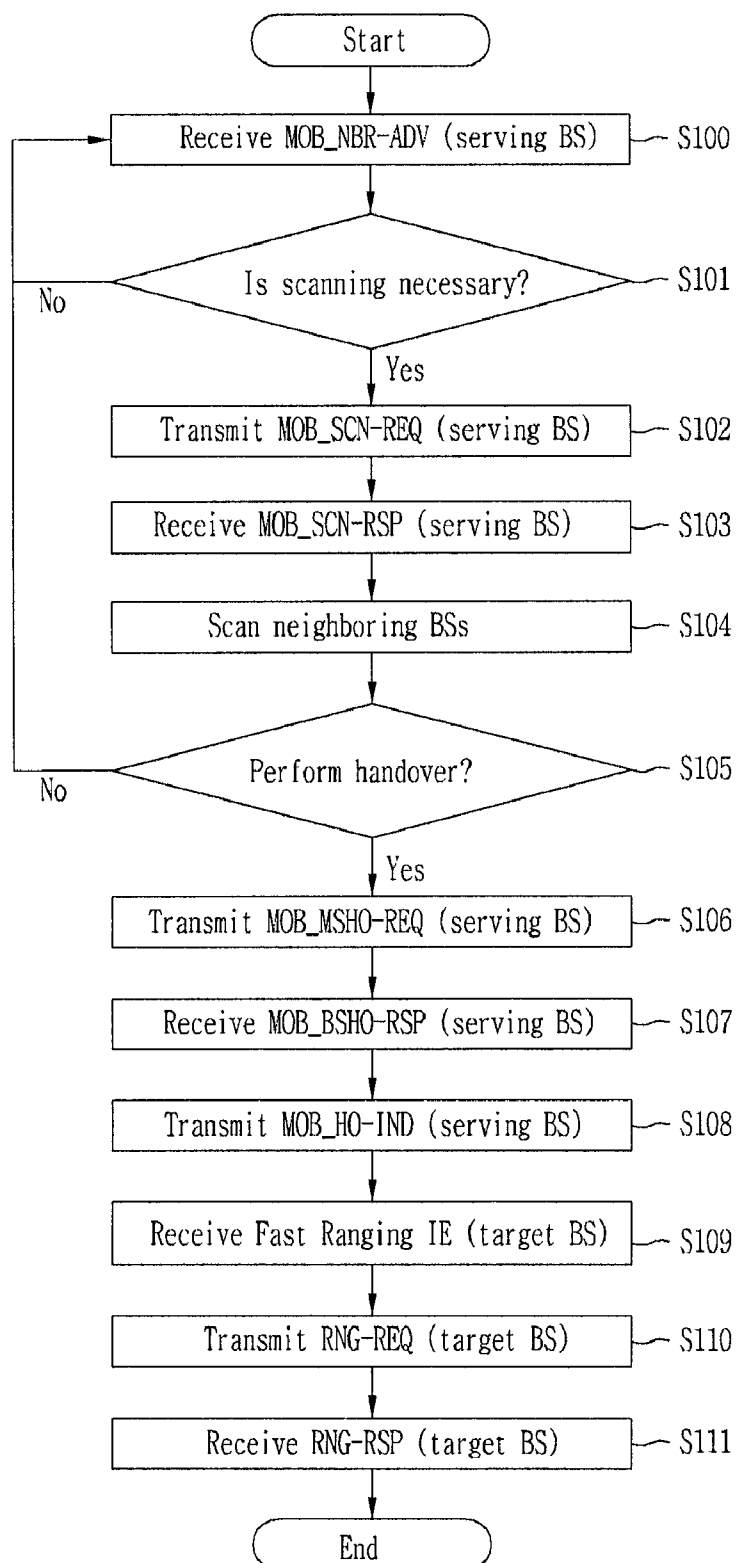 Start
Receive MOB_NBR-ADV (serving BS)
S100
Is scanning necessary?
S101
No
Yes
Transmit MOB_SCN-REQ (serving BS)
S102
Receive MOB_SCN-RSP (serving BS)
S103
Scan neighboring BSs
S104
Perform handover?
S105
No
Yes
Transmit MOB_MSHO-REQ (serving BS)
S106
Receive MOB_BSHO-RSP (serving BS)
S107
Transmit MOB_HO-IND (serving BS)
S108
Receive Fast Ranging IE (target BS)
S109
Transmit RNG-REQ (target BS)
S110
Receive RNG-RSP (target BS)
S111
End